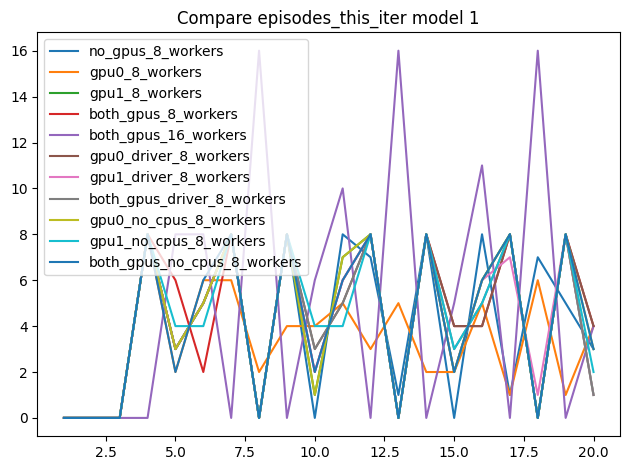 Compare episodes_this_iter model 1
16
14
12
10
8
6
4
2
0
no_gpus_8_workers
gpu0_8_workers
gpu1_8_workers
both_gpus_8_workers
both_gpus_16_workers
gpu0_driver_8_workers
gpu1_driver_8_workers
both_gpus_driver_8_workers
gpu0_no_cpus_8_workers
gpu1_no_cpus_8_workers
both_gpus_no_cpus_8_workers
2.5 5.0 7.5 10.0 12.5 15.0 17.5 20.0